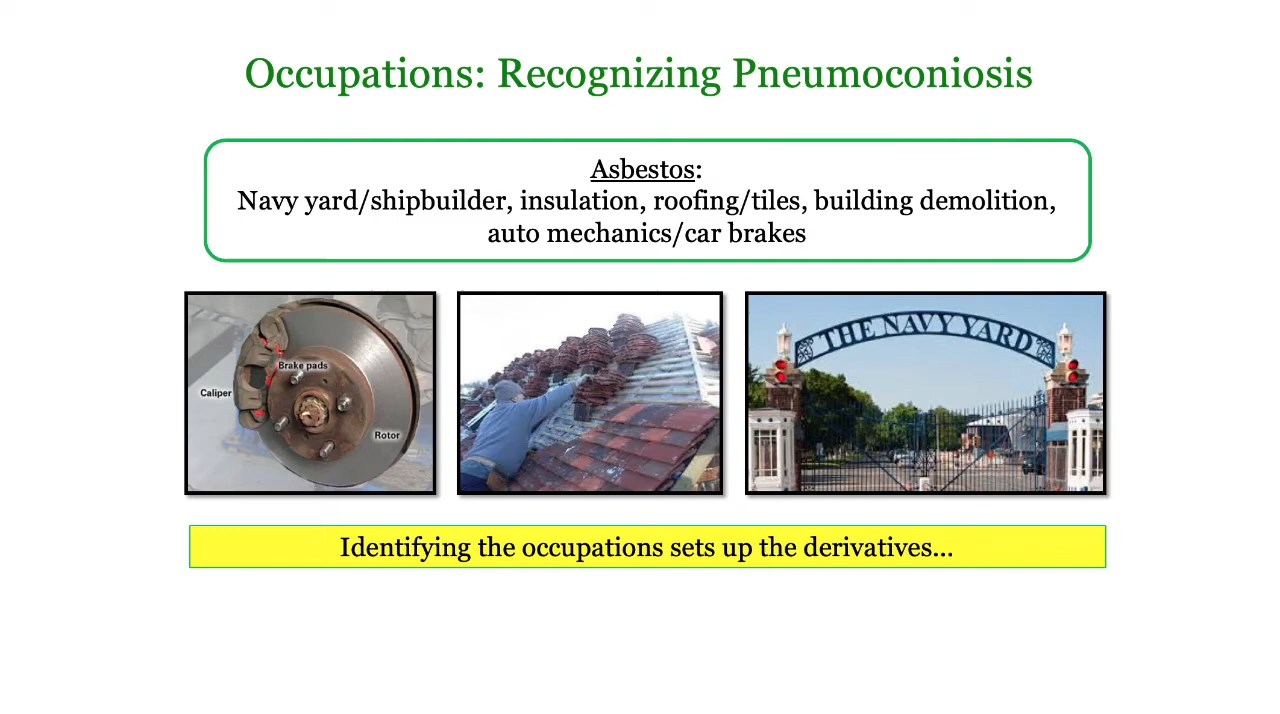 Occupations: Recognizing Pneumoconiosis
Asbestos:
Navy yard/shipbuilder, insulation, roofing/tiles, building demolition,
auto mechanics/car brakes
Brake pads
Caliper
Rotor
THE NAVY YARD
Identifying the occupations sets up the derivatives...